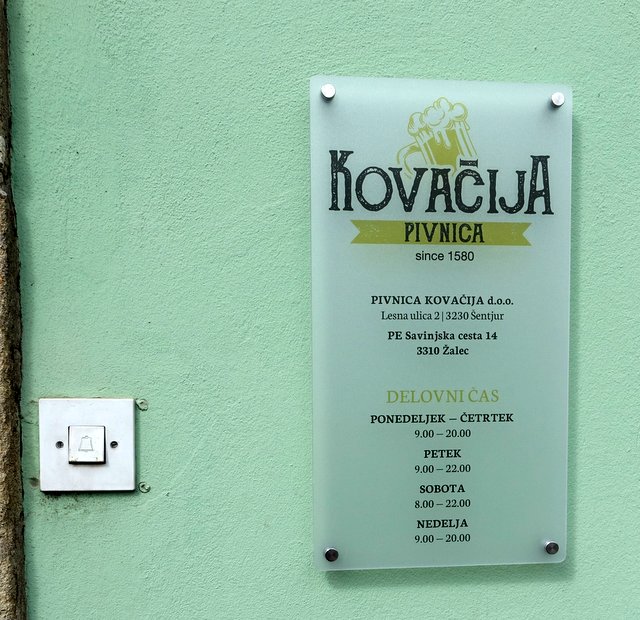 KOVAČIJA
PIVNICA
since 1580
PIVNICA KOVAČIJA d.o.o.
Lesna ulica 2 | 3230 Šentjur
PE Savinjska cesta 14
3310 Žalec
DELOVNI ČAS
PONEDELJEK – ČETRTEK
9.00 – 20.00
PETEK
9.00 – 22.00
SOBOTA
8.00 – 22.00
NEDELJA
9.00 – 20.00